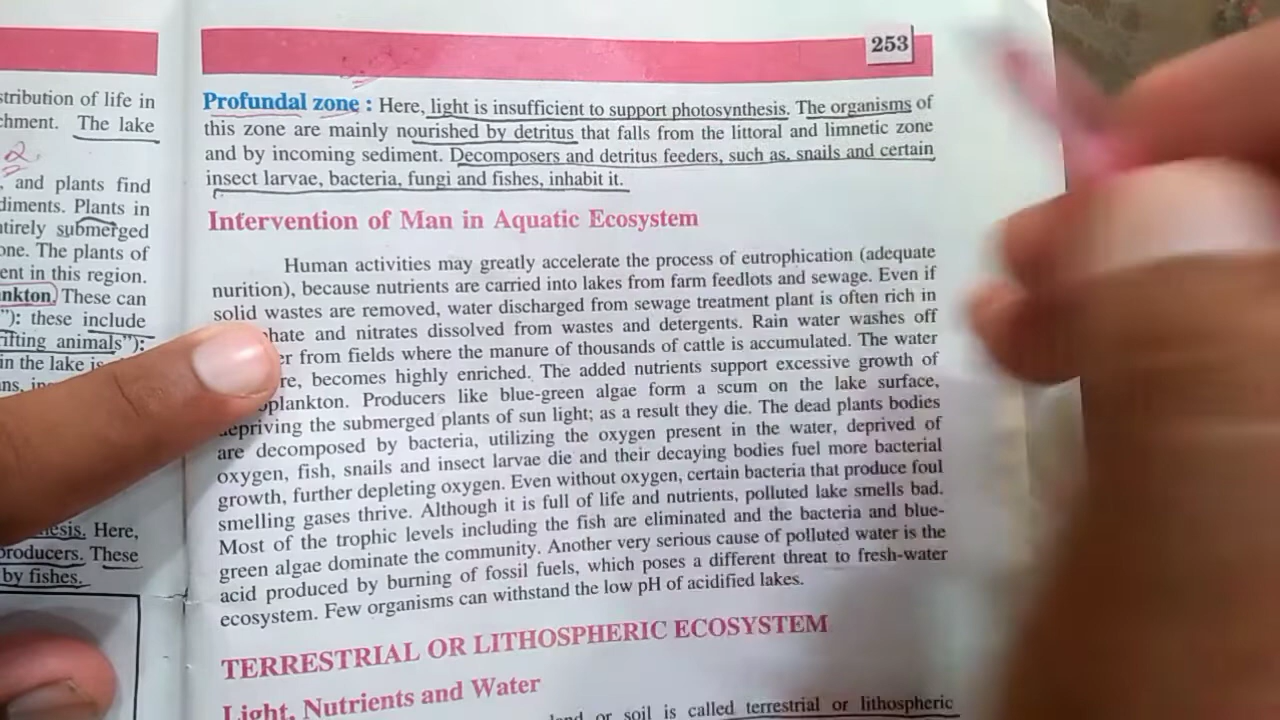 stribution of life in
chment. The lake
2
, and plants find
diments. Plants in
tirely submerged
one. The plants of
ent in this region.
nkton. These can
"): these include
ifting animals");
in the lake is
ans,
esis. Here,
producers. These
by fishes.
253
Profundal zone : Here, light is insufficient to support photosynthesis. The organisms of
this zone are mainly nourished by detritus that falls from the littoral and limnetic zone
and by incoming sediment. Decomposers and detritus feeders, such as, snails and certain
insect larvae, bacteria, fungi and fishes, inhabit it.
Intervention of Man in Aquatic Ecosystem
Human activities may greatly accelerate the process of eutrophication (adequate
nurition), because nutrients are carried into lakes from farm feedlots and sewage. Even if
solid wastes are removed, water discharged from sewage treatment plant is often rich in
hate and nitrates dissolved from wastes and detergents. Rain water washes off
er from fields where the manure of thousands of cattle is accumulated. The water
re, becomes highly enriched. The added nutrients support excessive growth of
oplankton. Producers like blue-green algae form a scum on the lake surface,
depriving the submerged plants of sun light; as a result they die. The dead plants bodies
are decomposed by bacteria, utilizing the oxygen present in the water, deprived of
oxygen, fish, snails and insect larvae die and their decaying bodies fuel more bacterial
growth, further depleting oxygen. Even without oxygen, certain bacteria that produce foul
smelling gases thrive. Although it is full of life and nutrients, polluted lake smells bad.
Most of the trophic levels including the fish are eliminated and the bacteria and blue-
green algae dominate the community. Another very serious cause of polluted water is the
acid produced by burning of fossil fuels, which poses a different threat to fresh-water
ecosystem. Few organisms can withstand the low pH of acidified lakes.
TERRESTRIAL OR LITHOSPHERIC ECOSYSTEM
Light, Nutrients and Water
land or soil is called terrestrial or lithospheric